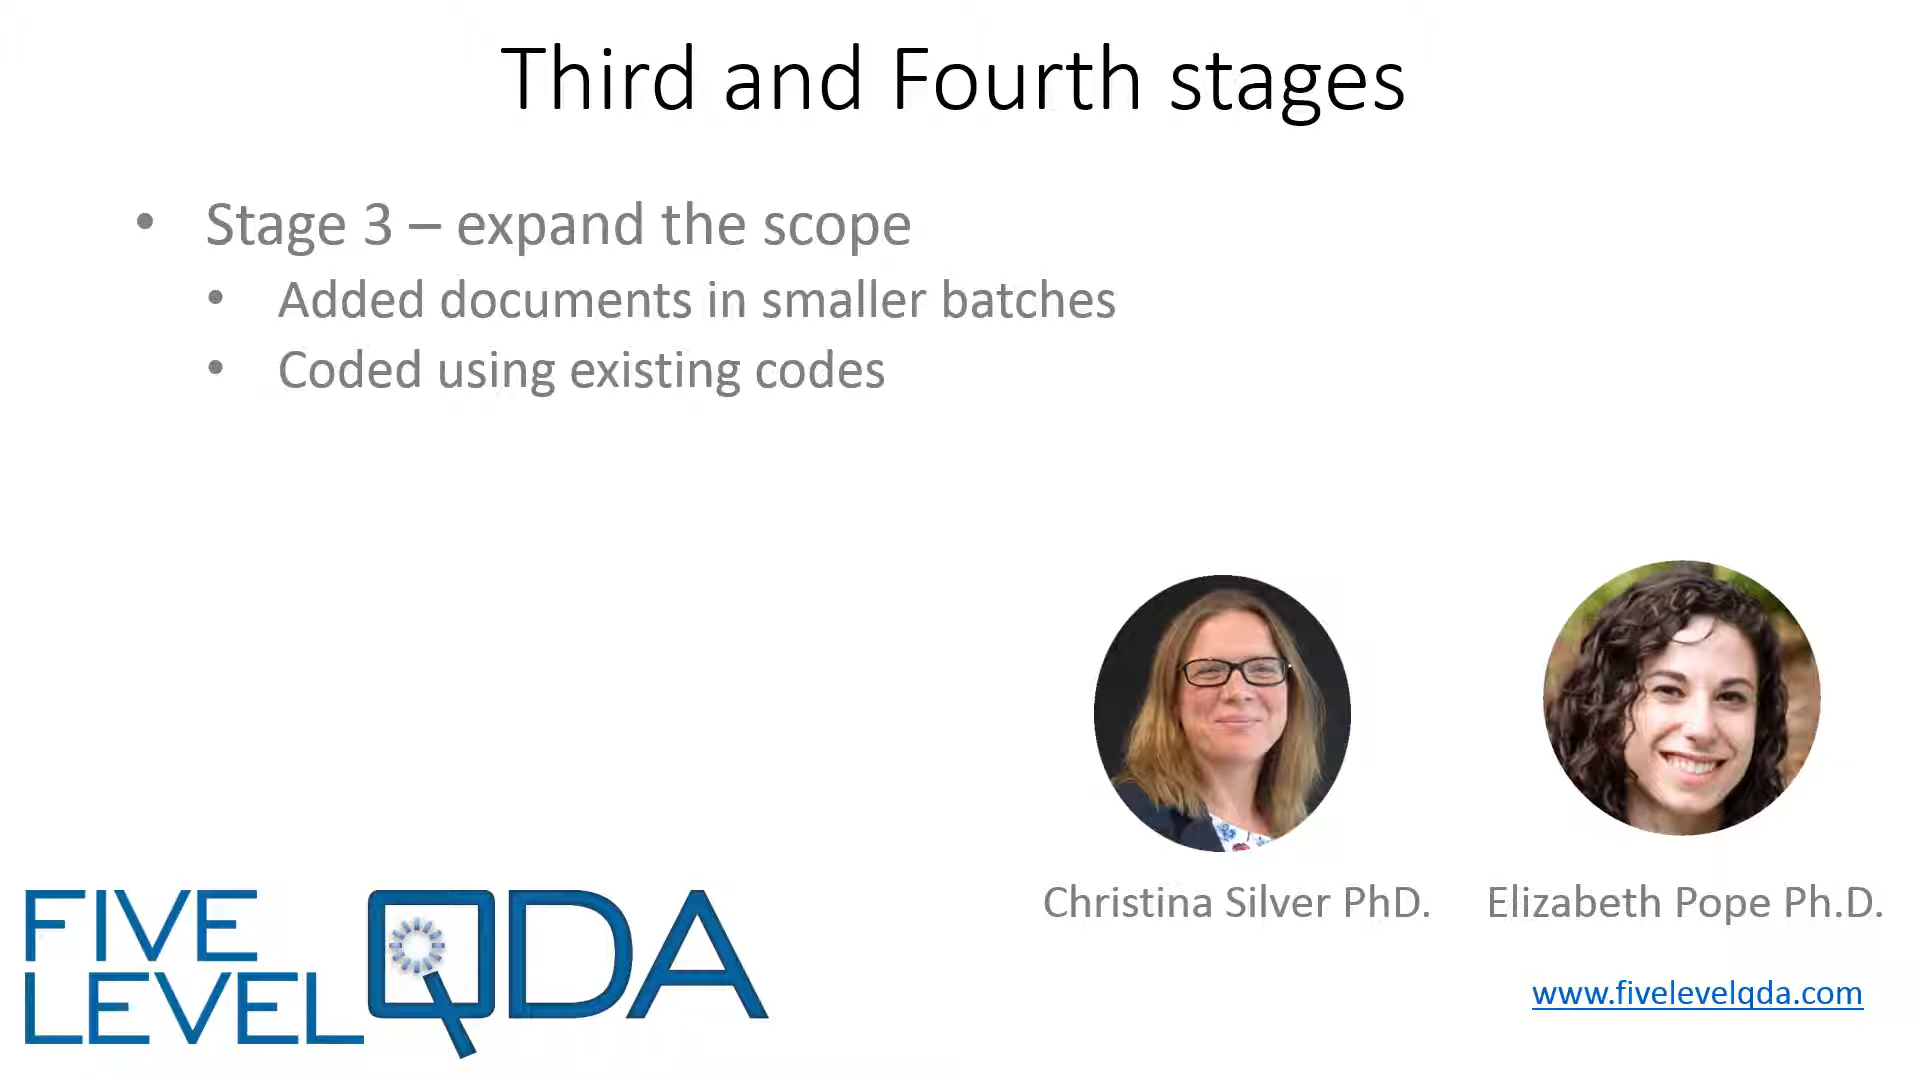 Third and Fourth stages
• Stage 3 – expand the scope
• Added documents in smaller batches
• Coded using existing codes
Christina Silver PhD.
Elizabeth Pope Ph.D.
www.fivelevelqda.com
FIVE
LEVEL QDA